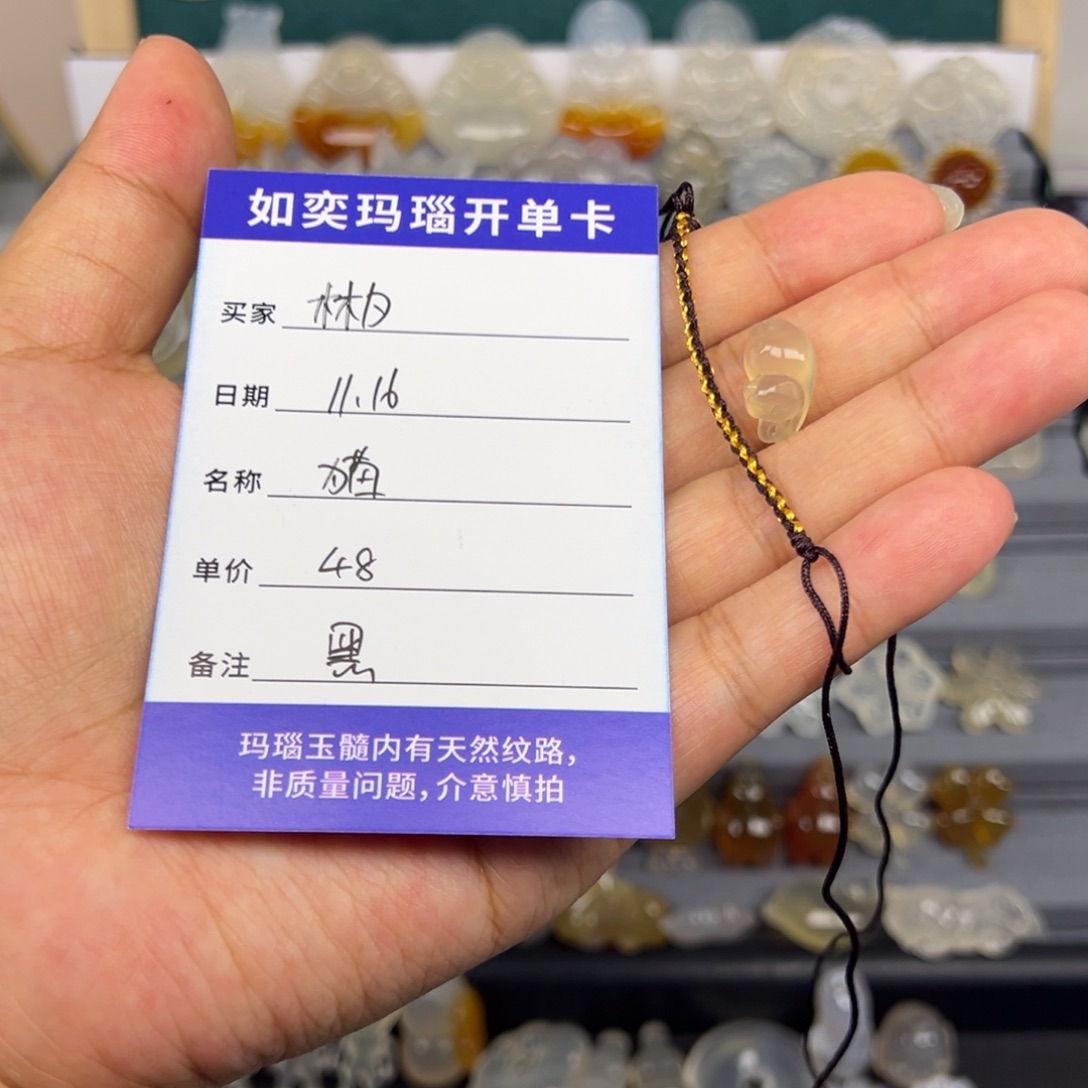 如奕玛瑙开单卡
买家 林夕
日期 11.16
名称 猫
单价 48
备注 黑
玛瑙玉髓内有天然纹路,
非质量问题,介意慎拍